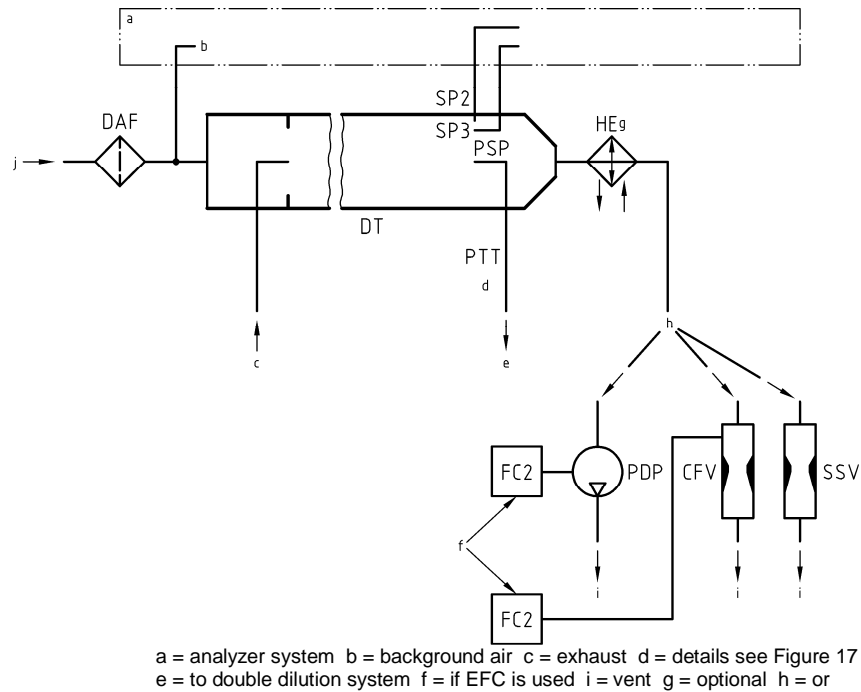 a
b
SP2
DAF
SP3
HEg
j
PSP
DT
PTT
d
h
c
e
FC2
PDP
CFV
SSV
f
i
i
i
FC2
a = analyzer system b = background air c = exhaust d = details see Figure 17
e = to double dilution system f = if EFC is used i = vent g = optional h = or